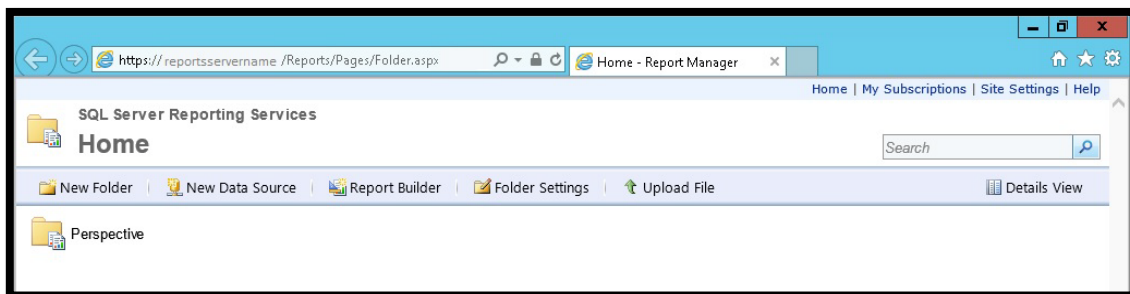 https:// reportsservername /Reports/Pages/Folder.aspx Home - Report Manager
Home | My Subscriptions | Site Settings | Help
SQL Server Reporting Services
Home
Search
New Folder | New Data Source | Report Builder | Folder Settings | Upload File Details View
Perspective